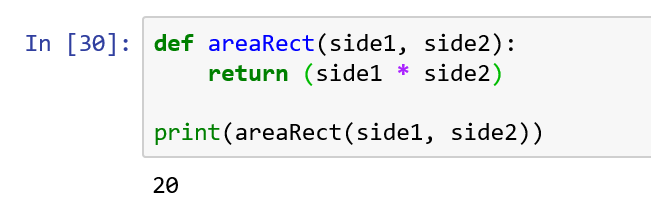 In [30]: def areaRect(side1, side2):
    return (side1 * side2)
print(areaRect(side1, side2))
20